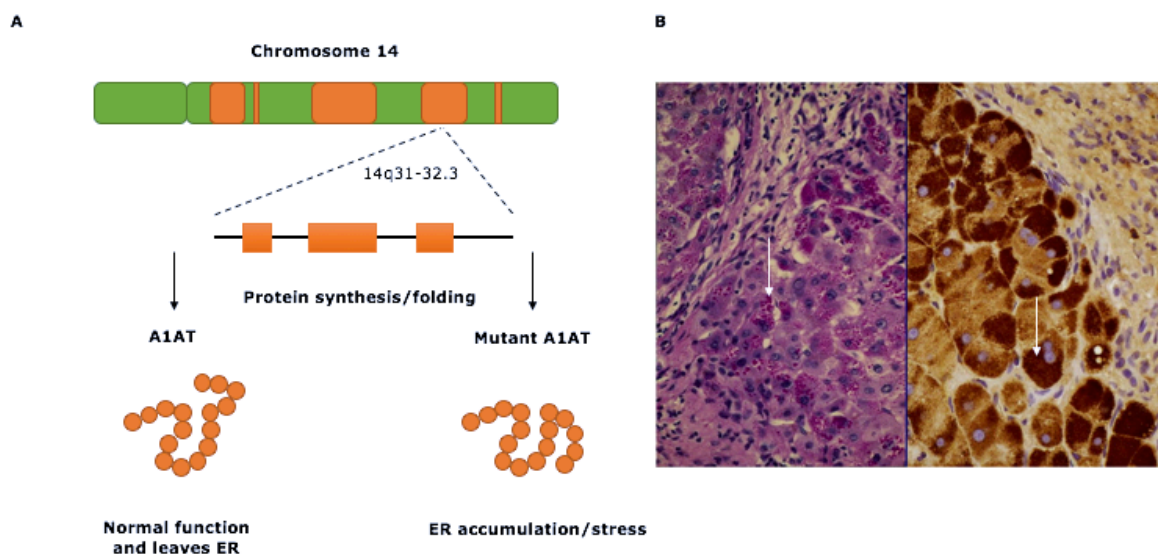 A
B
Chromosome 14
14q31-32.3
Protein synthesis/folding
A1AT
Mutant A1AT
Normal function
and leaves ER
ER accumulation/stress